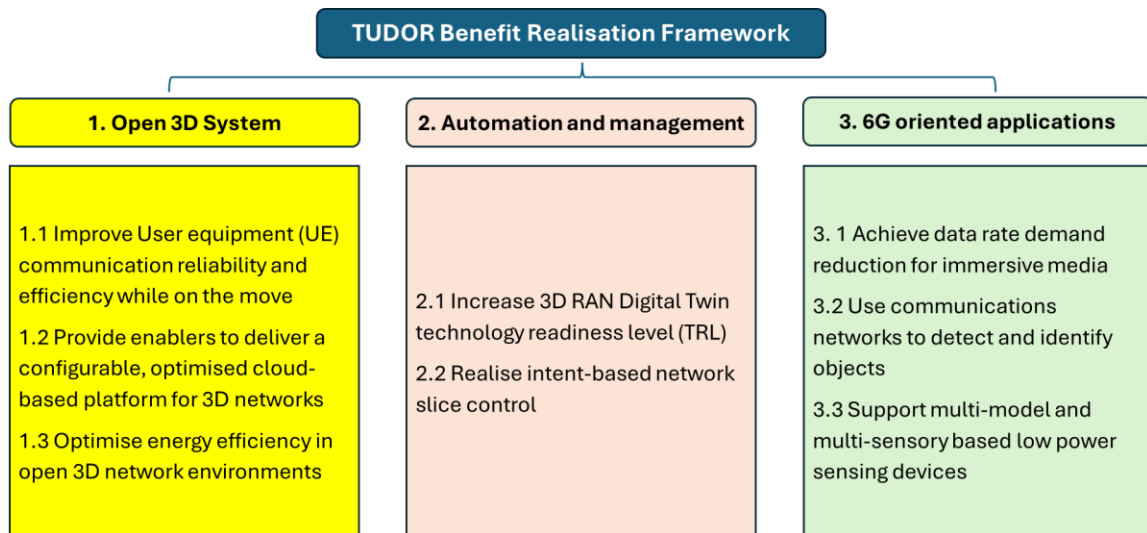 TUDOR Benefit Realisation Framework
1. Open 3D System
1.1 Improve User equipment (UE)
communication reliability and
efficiency while on the move
1.2 Provide enablers to deliver a
configurable, optimised cloud-
based platform for 3D networks
1.3 Optimise energy efficiency in
open 3D network environments
2. Automation and management
2.1 Increase 3D RAN Digital Twin
technology readiness level (TRL)
2.2 Realise intent-based network
slice control
3. 6G oriented applications
3. 1 Achieve data rate demand
reduction for immersive media
3.2 Use communications
networks to detect and identify
objects
3.3 Support multi-model and
multi-sensory based low power
sensing devices